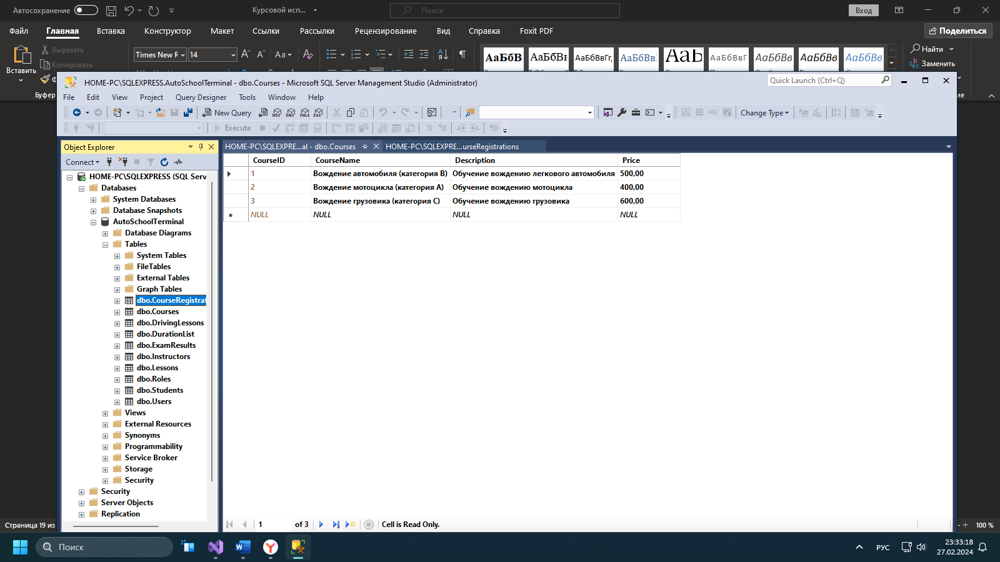 Автосохранение
Курсовой исп...
Поиск
Вход
Файл Главная Вставка Конструктор Макет Ссылки Рассылки Рецензирование Вид Справка Foxit PDF
Поделиться
Вставить
Вырезать
Копировать
Буфер
Times New R
14
Aa
АаБбВ АаБбВв АаБбВвГг, АаБбВв АаБ АаБбВвГ АаБбВв АаБбВв АаБбВв
Найти
Заменить
HOME-PC\SQLEXPRESS.AutoSchoolTerminal - dbo.Courses - Microsoft SQL Server Management Studio (Administrator)
Quick Launch (Ctrl+Q)
File Edit View Project Query Designer Tools Window Help
New Query
MDX DMX XMLA DAX
SQL
Change Type
Execute
Object Explorer
Connect
HOME-PC\SQLEXPRESS (SQL Serv
Databases
System Databases
Database Snapshots
AutoSchoolTerminal
Database Diagrams
Tables
System Tables
FileTables
External Tables
Graph Tables
dbo.CourseRegistrat
dbo.Courses
dbo.DrivingLessons
dbo.DurationList
dbo.ExamResults
dbo.Instructors
dbo.Lessons
dbo.Roles
dbo.Students
dbo.Users
Views
External Resources
Synonyms
Programmability
Service Broker
Storage
Security
Security
Server Objects
Replication
HOME-PC\SQLEXPRE...al - dbo.Courses
HOME-PC\SQLEXPRE...urseRegistrations
CourseID CourseName Description Price
1 Вождение автомобиля (категория B) Обучение вождению легкового автомобиля 500,00
2 Вождение мотоцикла (категория A) Обучение вождению мотоцикла 400,00
3 Вождение грузовика (категория C) Обучение вождению грузовика 600,00
NULL NULL NULL NULL
1 of 3 Cell is Read Only.
Страница 19 из
100 %
Поиск
РУС
23:33:18
27.02.2024